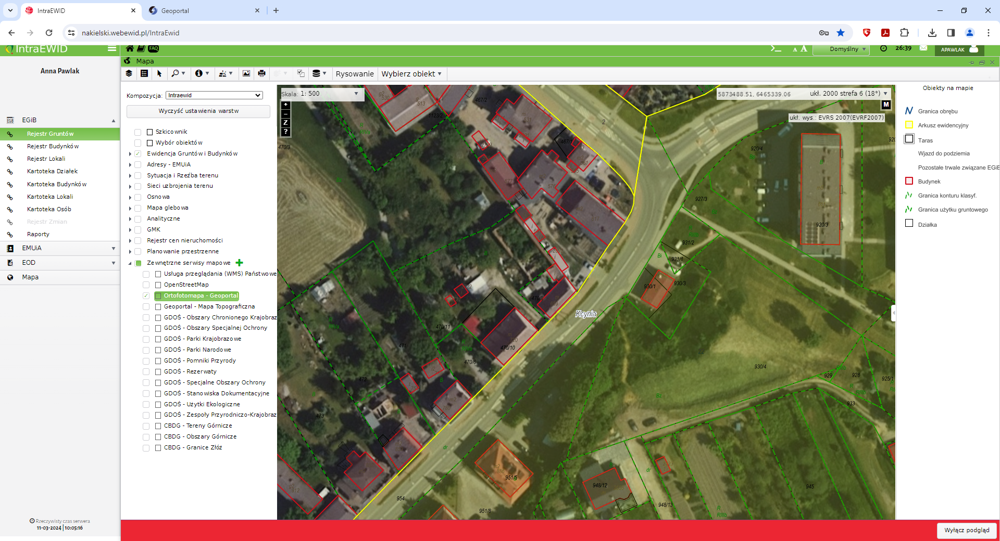 IntraEWID
Geoportal
nakielski.webewid.pl/IntraEwid
IntraEWID
FAQ
A A
Domyślny
26:39
APAWLAK
Anna Pawlak
Mapa
Rysowanie
Wybierz obiekt
EGiB
Rejestr Gruntów
Rejestr Budynków
Rejestr Lokali
Kartoteka Działek
Kartoteka Budynków
Kartoteka Lokali
Kartoteka Osób
Rejestr Zmian
Raporty
EMUiA
EOD
Mapa
Rzeczywisty czas serwera
11-03-2024 | 10:05:16
Kompozycja: Intraewid
Wyczyść ustawienia warstw
Szkicownik
Wybór obiektów
Ewidencja Gruntów i Budynków
Adresy - EMUiA
Sytuacja i Rzeźba terenu
Sieci uzbrojenia terenu
Osnowa
Mapa glebowa
Analityczne
GMK
Rejestr cen nieruchomości
Planowanie przestrzenne
Zewnętrzne serwisy mapowe
Usługa przeglądania (WMS) Państwowe
OpenStreetMap
Ortofotomapa - Geoportal
Geoportal - Mapa Topograficzna
GDOŚ - Obszary Chronionego Krajobraz
GDOŚ - Obszary Specjalnej Ochrony
GDOŚ - Parki Krajobrazowe
GDOŚ - Parki Narodowe
GDOŚ - Pomniki Przyrody
GDOŚ - Rezerwaty
GDOŚ - Specjalne Obszary Ochrony
GDOŚ - Stanowiska Dokumentacyjne
GDOŚ - Użytki Ekologiczne
GDOŚ - Zespoły Przyrodniczo-Krajobraz
CBDG - Tereny Górnicze
CBDG - Obszary Górnicze
CBDG - Granice Złóż
Skala: 1: 500
+
−
Z
?
5873488.51, 6465339.06
ukł. 2000 strefa 6 (18°)
M
ukł. wys.: EVRS 2007(EVRF2007)
467/2
1123/2
2
470/3
467/1
920/4
927/3
920/3
931/2
931/1
Bi
930/1
930/3
Kcynia
470/11
470/10
470/6
471
472
473
B
930/4
929
928
925/1
933
Bz
dr
954
951/5
951/8
948/12
948/13
dr
945
R
Obiekty na mapie
Granica obrębu
Arkusz ewidencyjny
Taras
Wjazd do podziemia
Pozostałe trwale związane EGiB
Budynek
Granica konturu klasyf.
Granica użytku gruntowego
Działka
Wyłącz podgląd